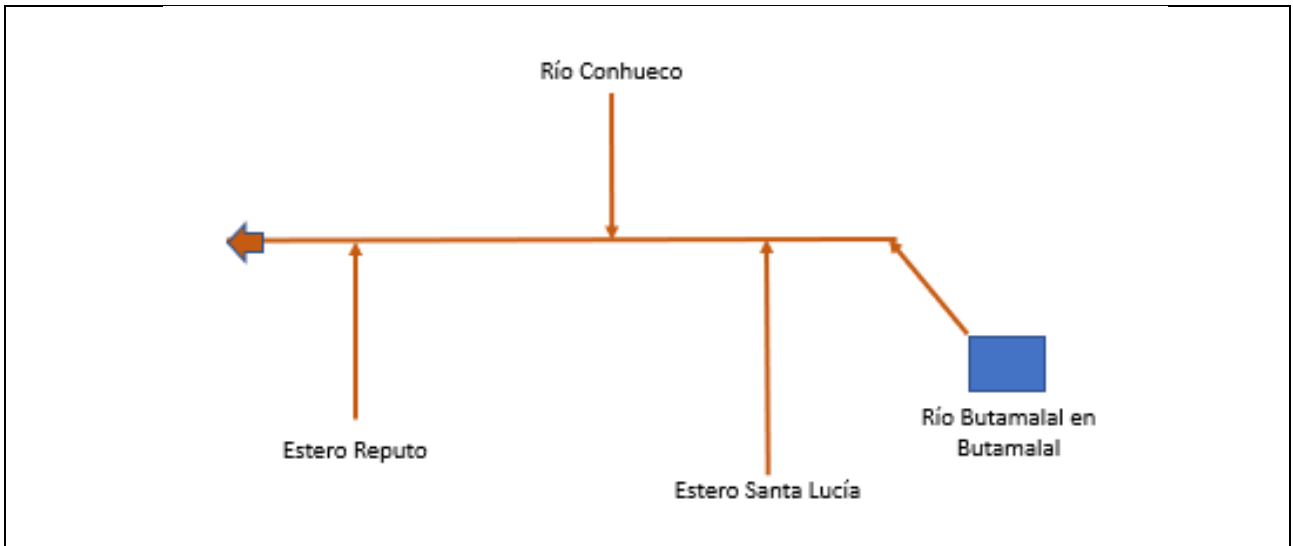 Río Conhueco
Río Butamalal en
Butamalal
Estero Reputo
Estero Santa Lucía